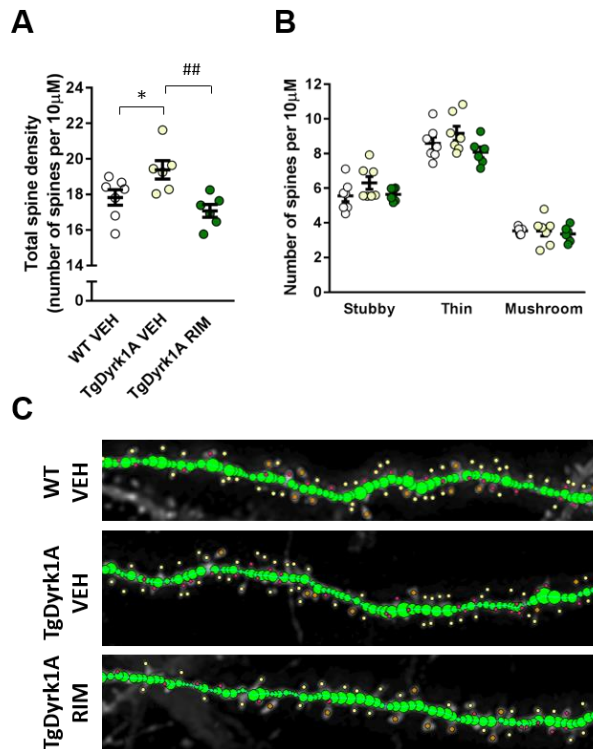 A
Total spine density
(number of spines per 10μM)
24
22
20
18
16
14
0
*
##
WT VEH
TgDyrk1A VEH
TgDyrk1A RIM
B
Number of spines per 10μM
12
10
8
6
4
2
0
Stubby
Thin
Mushroom
C
WT
VEH
TgDyrk1A
VEH
TgDyrk1A
RIM